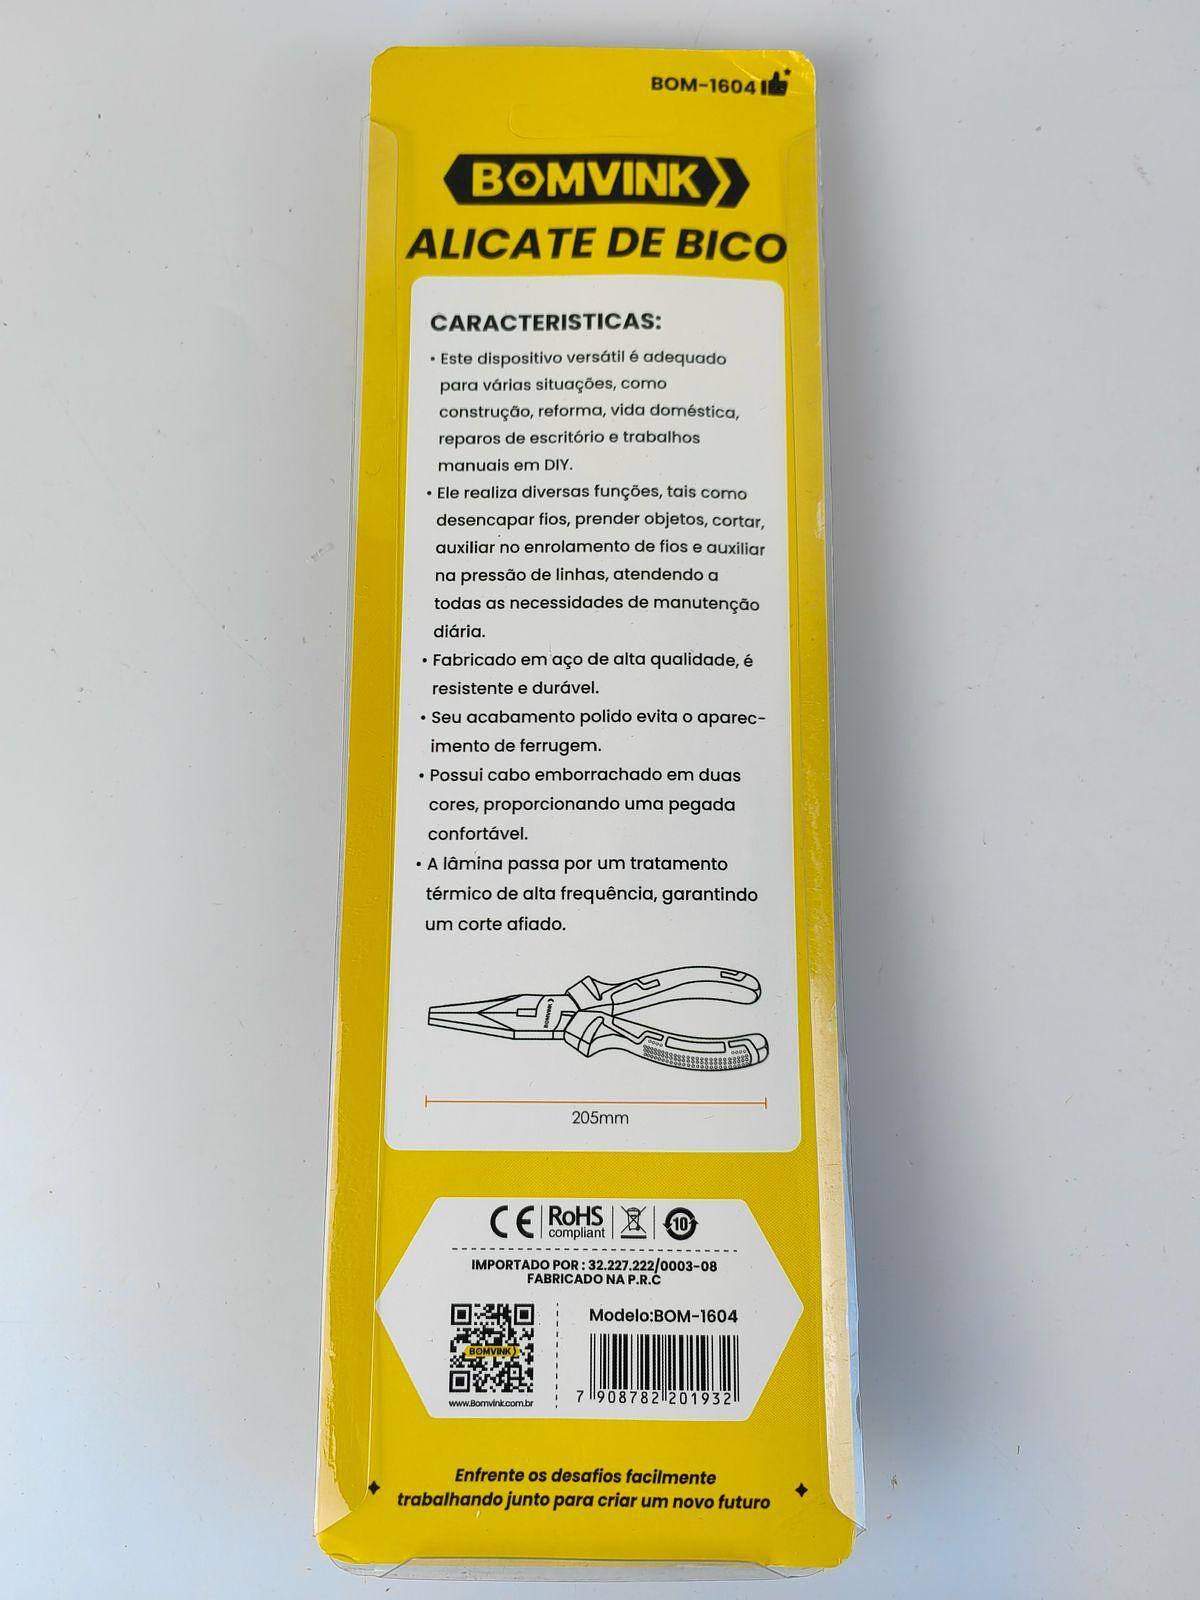 BOM-1604
BOMVINK
ALICATE DE BICO
CARACTERISTICAS:
• Este dispositivo versátil é adequado
para várias situações, como
construção, reforma, vida doméstica,
reparos de escritório e trabalhos
manuais em DIY.
• Ele realiza diversas funções, tais como
desencapar fios, prender objetos, cortar,
auxiliar no enrolamento de fios e auxiliar
na pressão de linhas, atendendo a
todas as necessidades de manutenção
diária.
• Fabricado em aço de alta qualidade, é
resistente e durável.
• Seu acabamento polido evita o aparec-
imento de ferrugem.
• Possui cabo emborrachado em duas
cores, proporcionando uma pegada
confortável.
• A lâmina passa por um tratamento
térmico de alta frequência, garantindo
um corte afiado.
BOMVINK
205mm
CE RoHS compliant 10
IMPORTADO POR : 32.227.222/0003-08
FABRICADO NA P.R.C
BOMVINK
www.Bomvink.com.br
Modelo:BOM-1604
7 908782 201932
Enfrente os desafios facilmente
trabalhando junto para criar um novo futuro